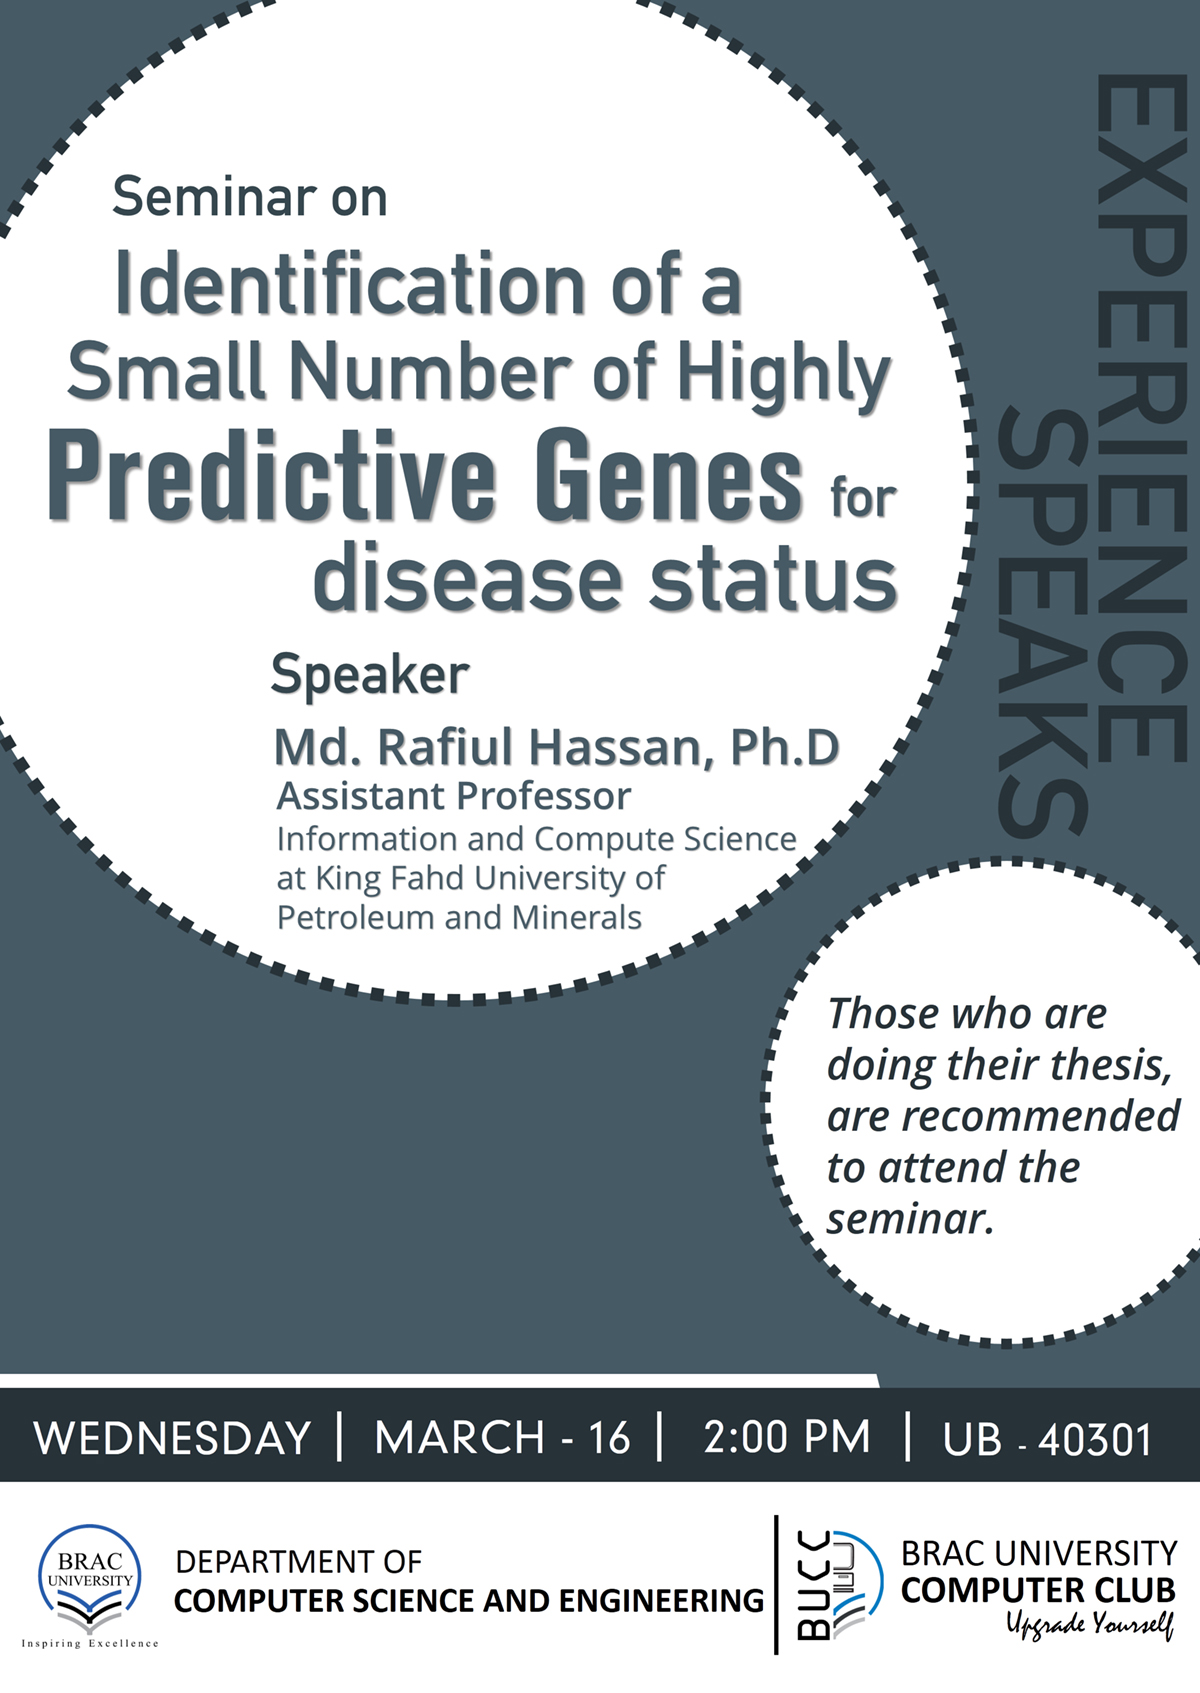 EXPERIENCE
SPEAKS
Seminar on
Identification of a
Small Number of Highly
Predictive Genes for
disease status
Speaker
Md. Rafiul Hassan, Ph.D
Assistant Professor
Information and Compute Science
at King Fahd University of
Petroleum and Minerals
Those who are
doing their thesis,
are recommended
to attend the
seminar.
WEDNESDAY | MARCH - 16 | 2:00 PM | UB - 40301
BRAC
UNIVERSITY
Inspiring Excellence
DEPARTMENT OF
COMPUTER SCIENCE AND ENGINEERING
BUCC
BRAC UNIVERSITY
COMPUTER CLUB
Upgrade Yourself